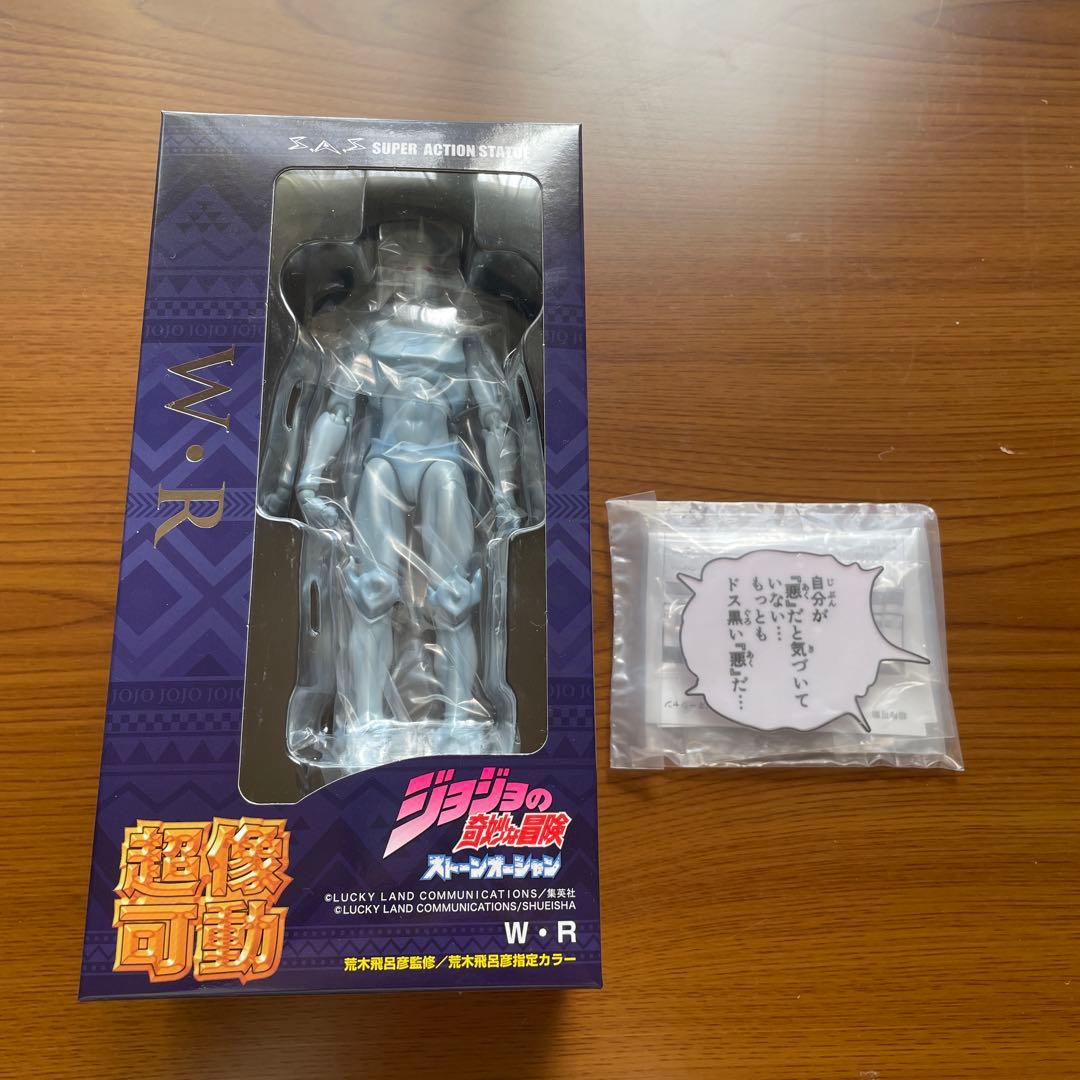 S.A.S SUPER ACTION STATUE
W・R
JOJO JOJO JOJO JOJO
ジョジョの
奇妙な冒険
ストーンオーシャン
超像
可動
©LUCKY LAND COMMUNICATIONS/集英社
©LUCKY LAND COMMUNICATIONS/SHUEISHA
W・R
荒木飛呂彦監修/荒木飛呂彦指定カラー
自分が
『悪』だと気づいて
いない…
もっとも
ドス黒い『悪』だ…